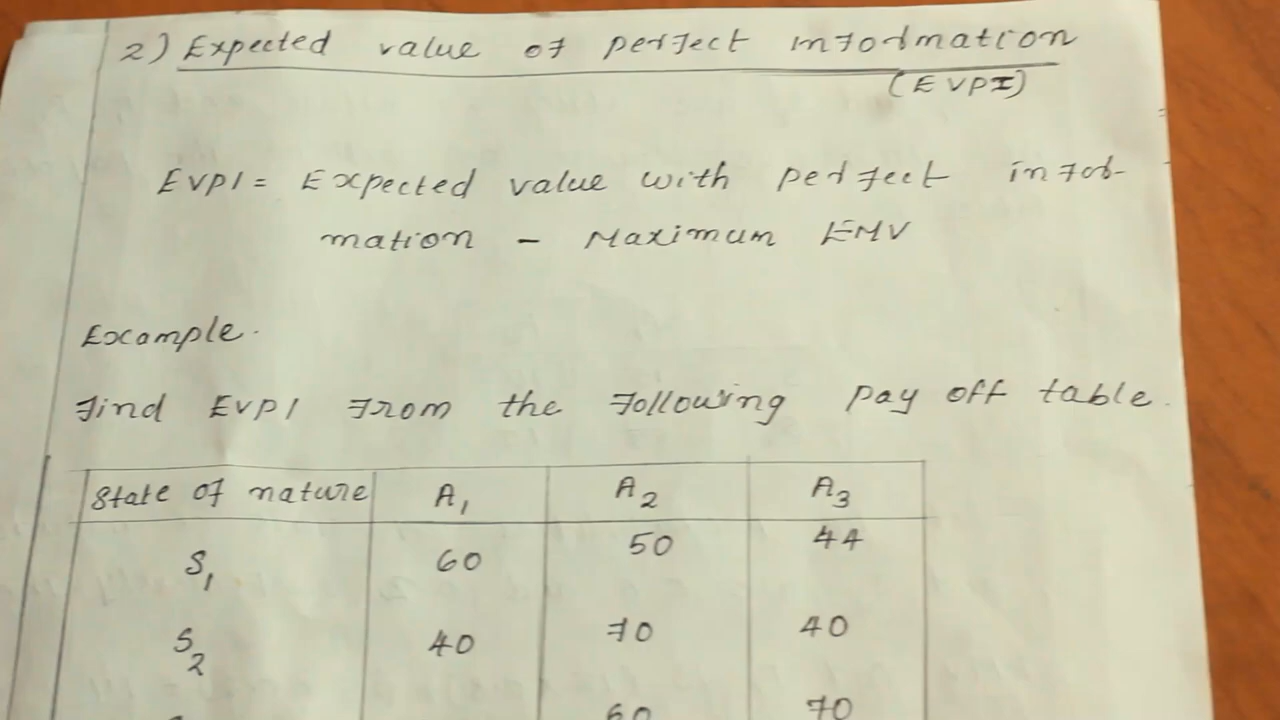 2) Expected value of perfect information
(EVPI)
EVPI = Expected value with perfect infor-
mation - Maximum EMV
Example.
Find EVPI From the Following Pay off table.
State of nature A1 A2 A3
S1 60 50 44
S2 40 70 40
60 70